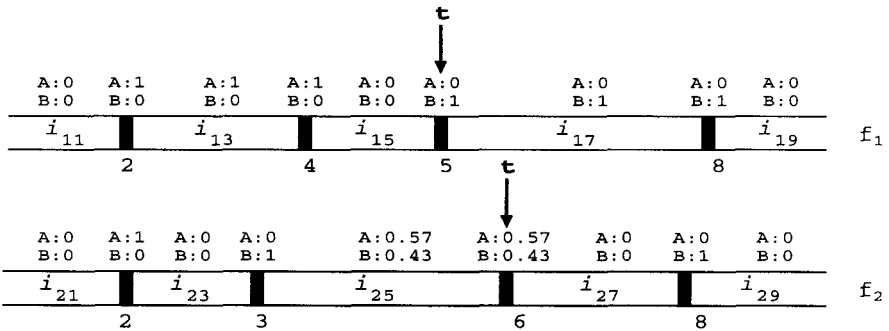 t
A:0 A:1 A:1 A:1 A:0 A:0 A:0 A:0 A:0
B:0 B:0 B:0 B:0 B:0 B:1 B:1 B:1 B:0
i11 i13 i15 i17 i19 f1
2 4 5 8
t
A:0 A:1 A:0 A:0 A:0.57 A:0.57 A:0 A:0 A:0
B:0 B:0 B:0 B:1 B:0.43 B:0.43 B:0 B:1 B:0
i21 i23 i25 i27 i29 f2
2 3 6 8